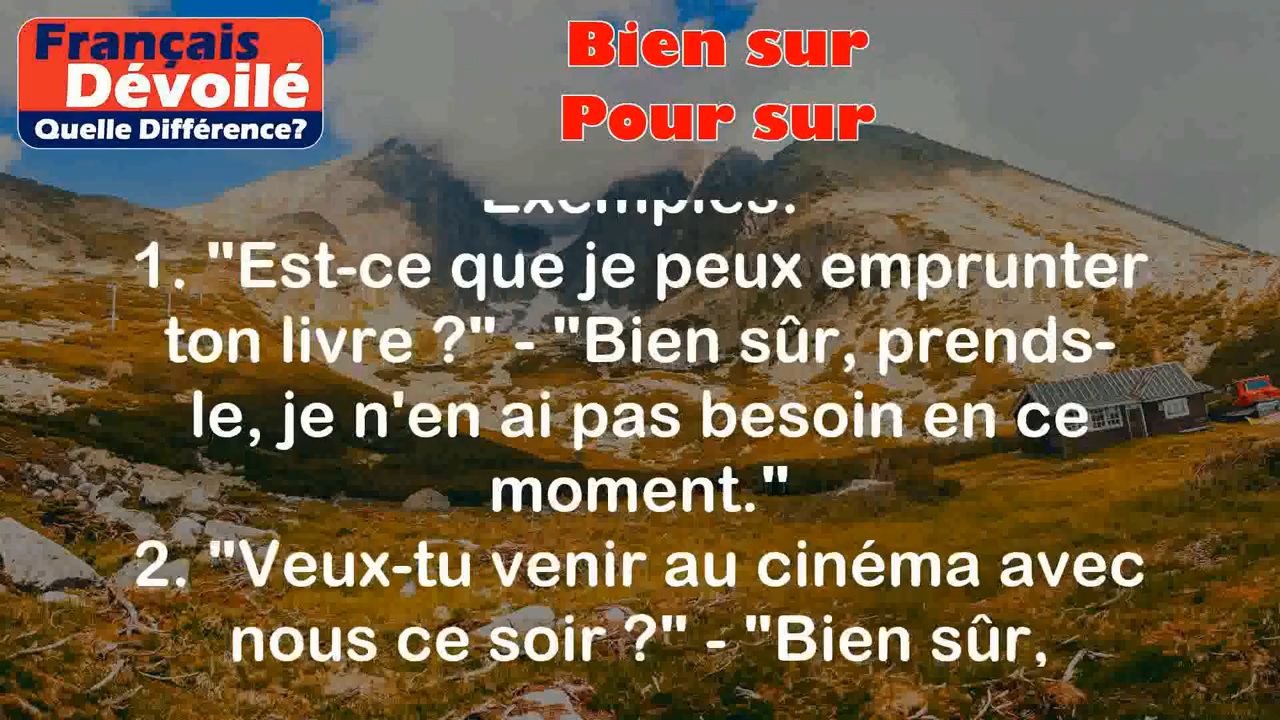 Français
Dévoilé
Quelle Différence?
Bien sur
Pour sur
Exemples:
1. "Est-ce que je peux emprunter
ton livre ?" - "Bien sûr, prends-
le, je n'en ai pas besoin en ce
moment."
2. "Veux-tu venir au cinéma avec
nous ce soir ?" - "Bien sûr,